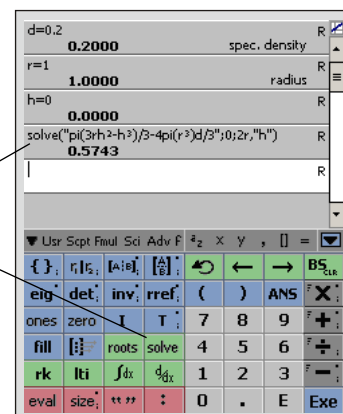 d=0.2 R
0.2000 spec. density
r=1 R
1.0000 radius
h=0 R
0.0000
solve("pi(3rh²-h³)/3-4pi(r³)d/3";0;2r,"h") R
0.5743
R
Usr Scpt Fmul Sci Adv F az × y , [] =
{ } ; r₁|r₂ ; [A|B] [A/B] ← → BS CLR
eig det ; inv ; rref ; ( ) ANS × ;
ones zero I T ; 7 8 9 + ;
fill [:] roots solve 4 5 6 ÷ ;
rk lti ∫dx d/dx 1 2 3 − ;
eval size ; " " : 0 . E Exe